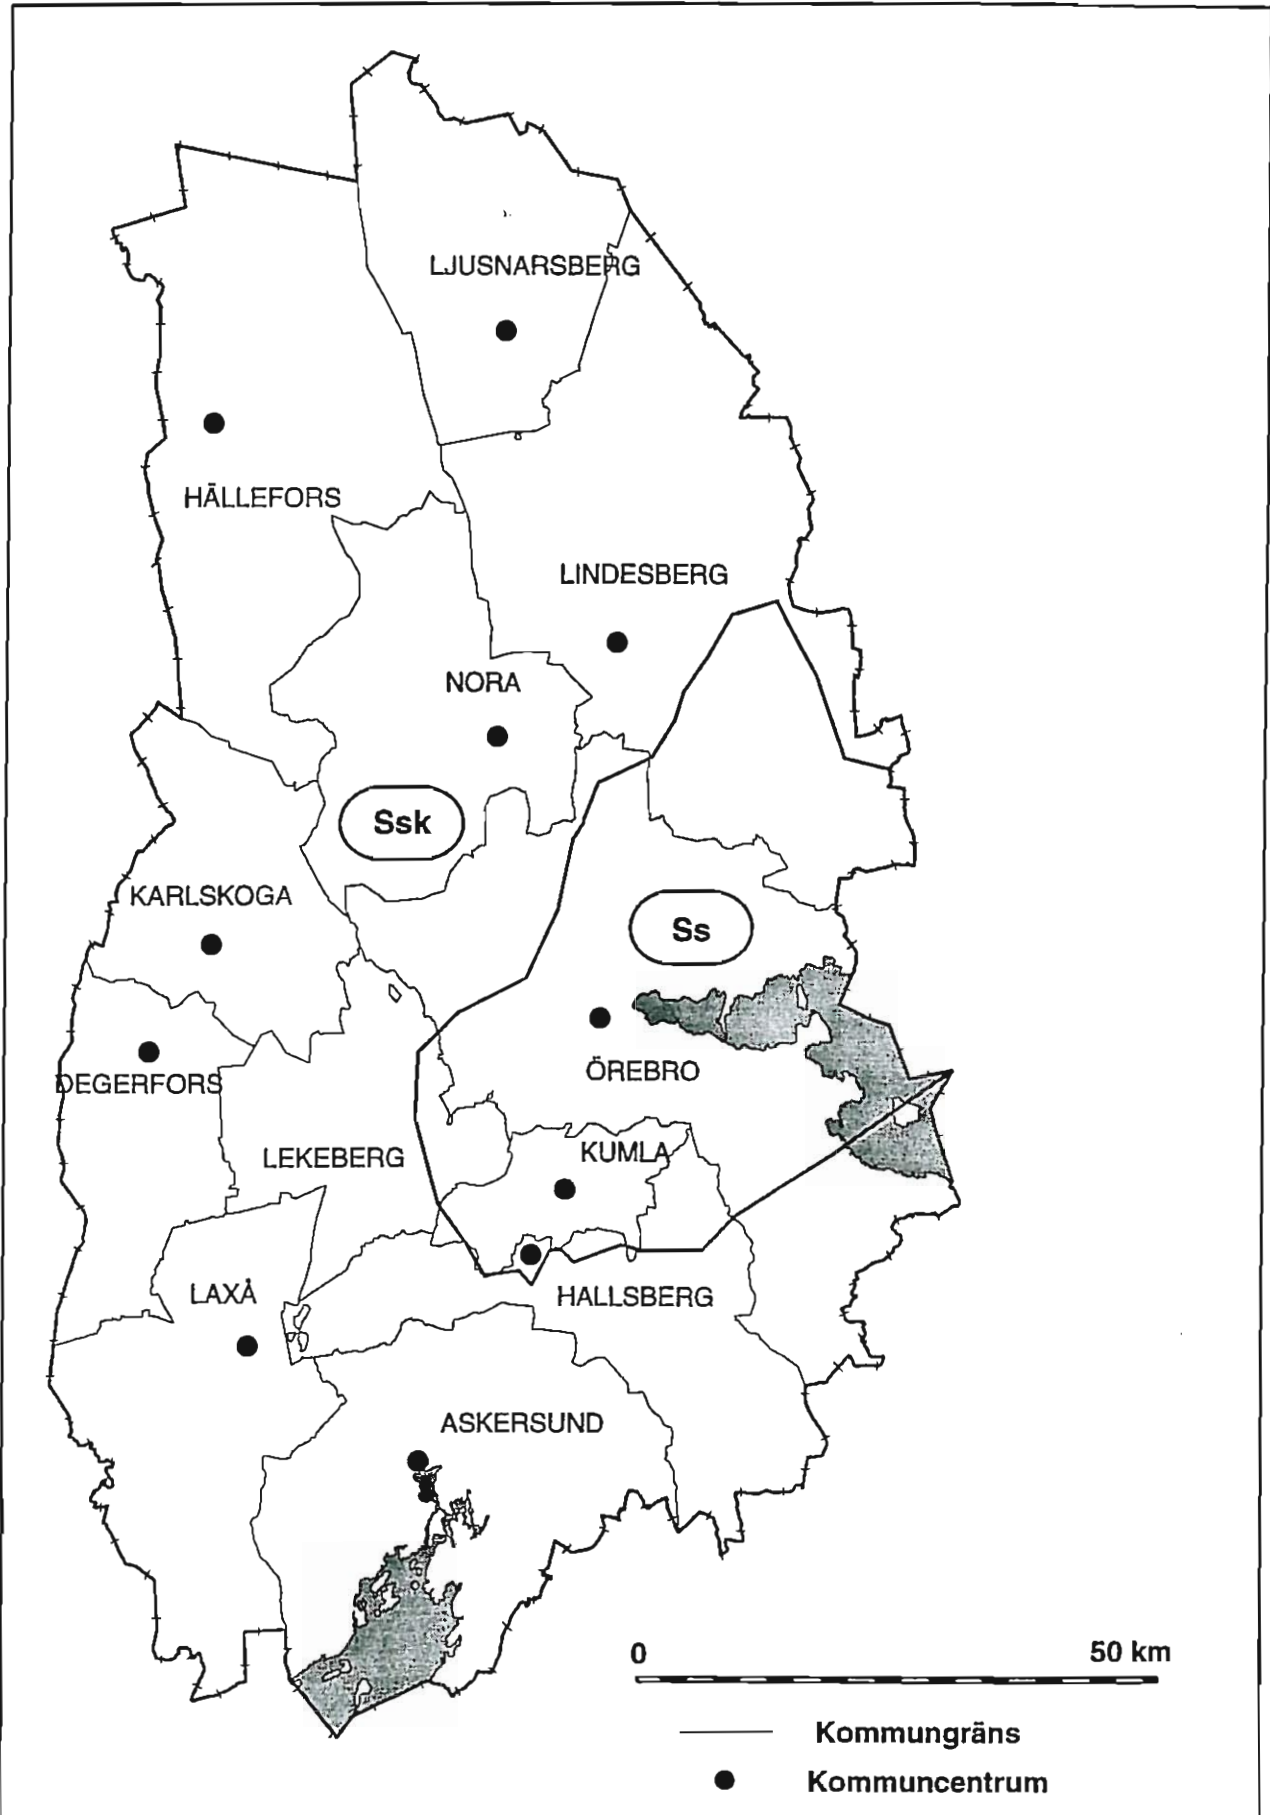 LJUSNARSBERG
HÄLLEFORS
LINDESBERG
NORA
Ssk
KARLSKOGA
Ss
ÖREBRO
DEGERFORS
KUMLA
LEKEBERG
LAXÅ
HALLSBERG
ASKERSUND
0 50 km
Kommungräns
Kommuncentrum